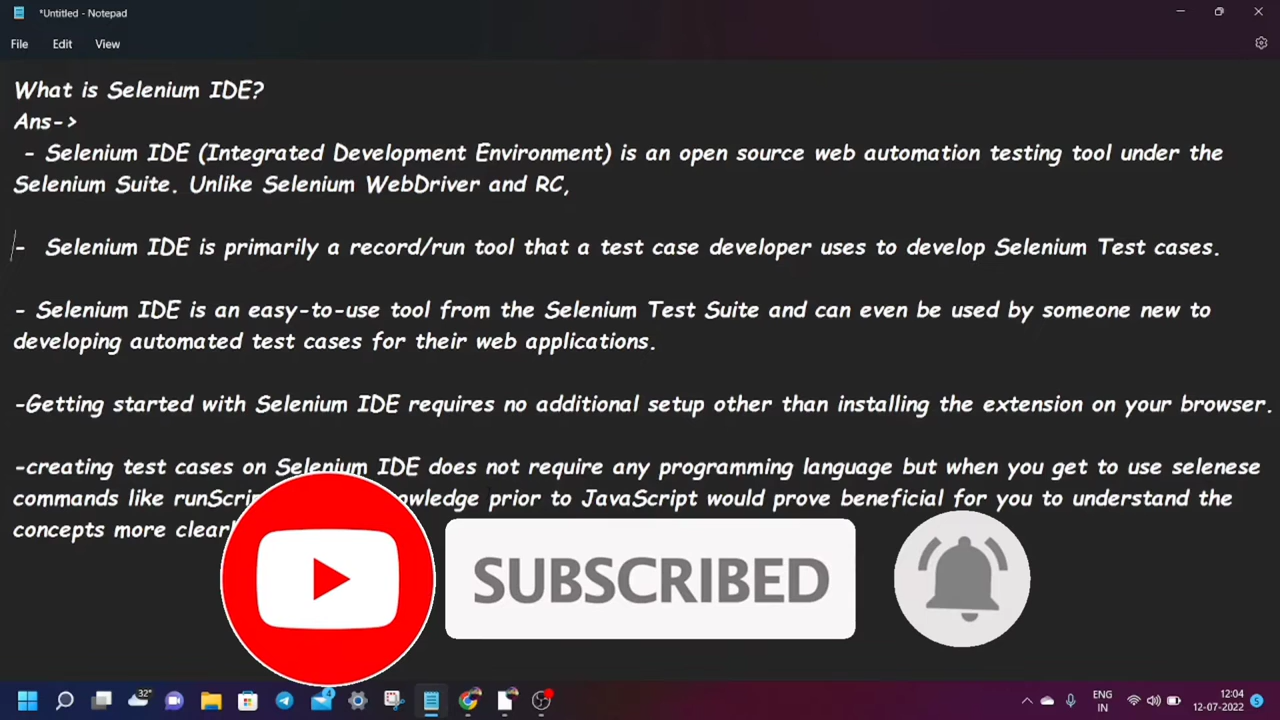 *Untitled - Notepad
File Edit View
What is Selenium IDE?
Ans->
- Selenium IDE (Integrated Development Environment) is an open source web automation testing tool under the
Selenium Suite. Unlike Selenium WebDriver and RC,
- Selenium IDE is primarily a record/run tool that a test case developer uses to develop Selenium Test cases.
- Selenium IDE is an easy-to-use tool from the Selenium Test Suite and can even be used by someone new to
developing automated test cases for their web applications.
-Getting started with Selenium IDE requires no additional setup other than installing the extension on your browser.
-creating test cases on Selenium IDE does not require any programming language but when you get to use selenese
commands like prior to JavaScript would prove beneficial for you to understand the
concepts more
SUBSCRIBED
32°
4
ENG
IN
12:04
12-07-2022
5